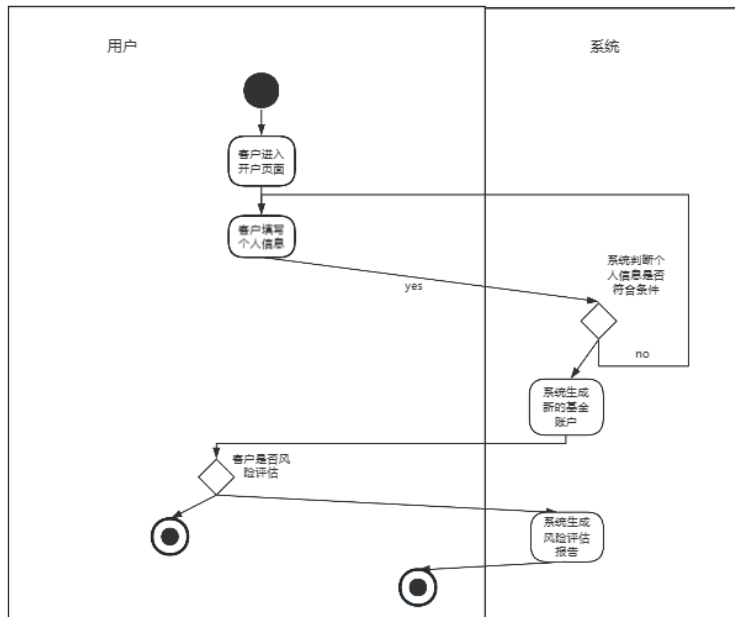 用户
系统
客户进入
开户页面
客户填写
个人信息
系统判断个
人信息是否
符合条件
yes
no
系统生成
新的基金
账户
客户是否风
险评估
系统生成
风险评估
报告